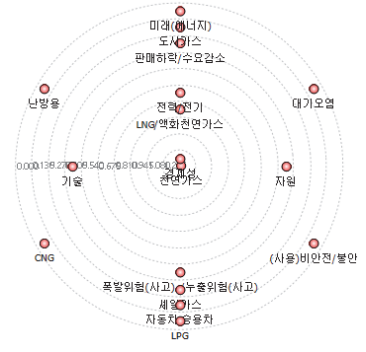 미래(에너지)
도시가스
판매하락/수요감소
난방용
전력/전기
대기오염
LNG/액화천연가스
경제성
천연가스
기술
자원
CNG
(사용)비안전/불안
폭발위험(사고)
누출위험(사고)
셰일가스
자동차/승용차
LPG